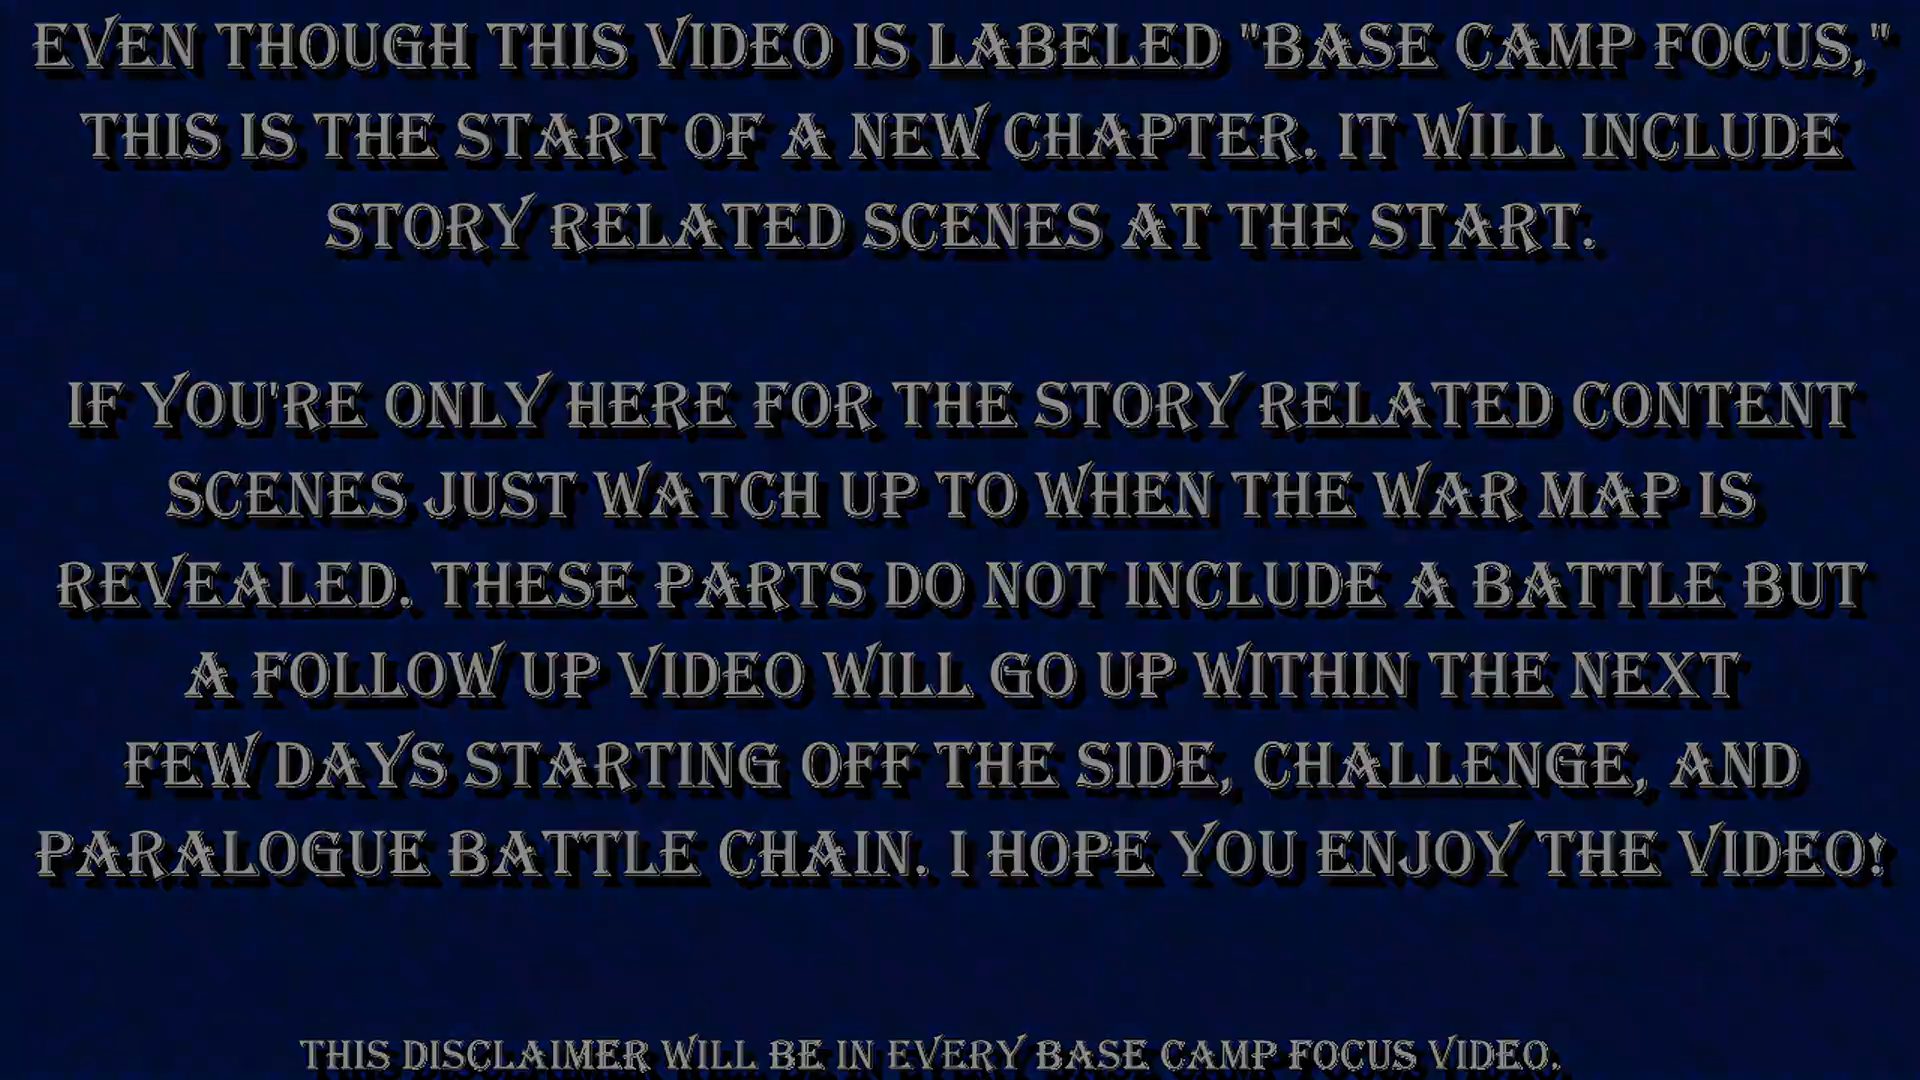 EVEN THOUGH THIS VIDEO IS LABELED "BASE CAMP FOCUS,"
THIS IS THE START OF A NEW CHAPTER. IT WILL INCLUDE
STORY RELATED SCENES AT THE START.
IF YOU'RE ONLY HERE FOR THE STORY RELATED CONTENT
SCENES JUST WATCH UP TO WHEN THE WAR MAP IS
REVEALED. THESE PARTS DO NOT INCLUDE A BATTLE BUT
A FOLLOW UP VIDEO WILL GO UP WITHIN THE NEXT
FEW DAYS STARTING OFF THE SIDE, CHALLENGE, AND
PARALOGUE BATTLE CHAIN. I HOPE YOU ENJOY THE VIDEO!
THIS DISCLAIMER WILL BE IN EVERY BASE CAMP FOCUS VIDEO.